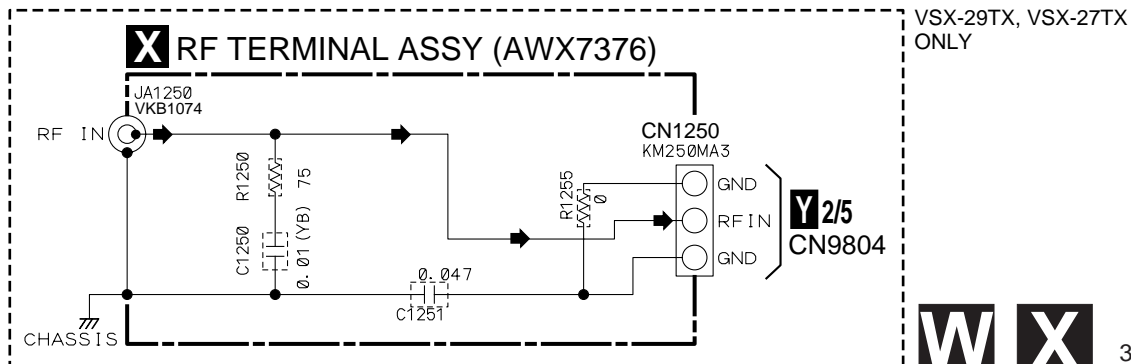 VSX-29TX, VSX-27TX
ONLY
X RF TERMINAL ASSY (AWX7376)
JA1250
VKB1074
RF IN
CN1250
KM250MA3
R1250
75
R1255
0
GND
RFIN
GND
Y 2/5
CN9804
C1250
0.01 (YB)
0.047
C1251
CHASSIS
W X 3